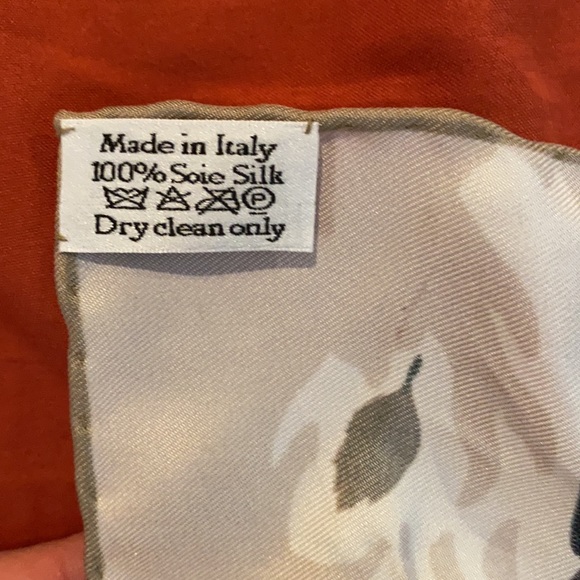 Made in Italy
100% Soie Silk
P
Dry clean only